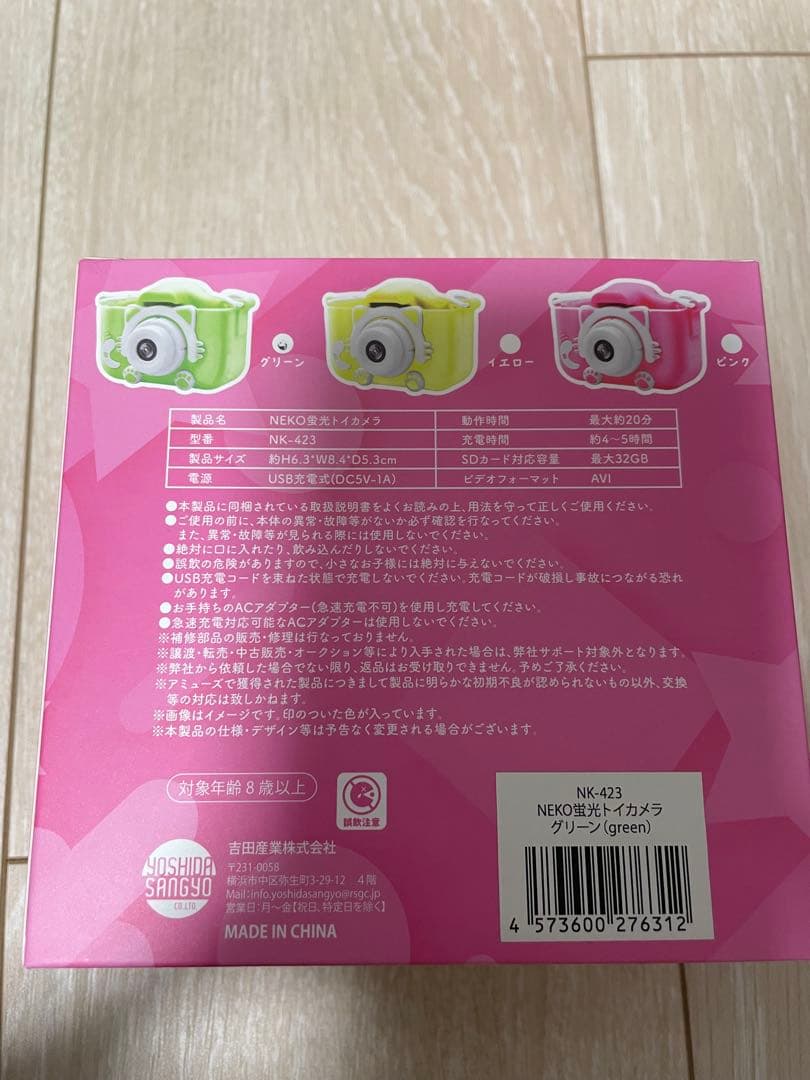 グリーン
イエロー
ピンク
製品名 NEKO蛍光トイカメラ 動作時間 最大約20分
型番 NK-423 充電時間 約4~5時間
製品サイズ 約H6.3*W8.4*D5.3cm SDカード対応容量 最大32GB
電源 USB充電式(DC5V-1A) ビデオフォーマット AVI
●本製品に同梱されている取扱説明書をよくお読みの上、用法を守って正しくご使用ください。
●ご使用の前に、本体の異常・故障等がないか必ず確認を行なってください。
また、異常・故障等が見られる際には使用しないでください。
●絶対に口に入れたり、飲み込んだりしないでください。
●誤飲の危険がありますので、小さなお子様には絶対に与えないでください。
●USB充電コードを束ねた状態で充電しないでください。充電コードが破損し事故につながる恐れ
があります。
●お手持ちのACアダプター(急速充電不可)を使用し充電してください。
●急速充電対応可能なACアダプターは使用しないでください。
※補修部品の販売・修理は行なっておりません。
※譲渡・転売・中古販売・オークション等により入手された場合は、弊社サポート対象外となります。
※弊社から依頼した場合でない限り、返品はお受け取りできません。予めご了承ください。
※アミューズで獲得された製品につきまして製品に明らかな初期不良が認められないもの以外、交換
等の対応は致しかねます。
※画像はイメージです。印のついた色が入っています。
※本製品の仕様・デザイン等は予告なく変更される場合がございます。
対象年齢8歳以上
誤飲注意
YOSHIDA
SANGYO
CO.,LTD
吉田産業株式会社
〒231-0058
横浜市中区弥生町3-29-12 4階
Mail:info.yoshidasangyo@rsgc.jp
営業日:月~金【祝日、特定日を除く】
MADE IN CHINA
NK-423
NEKO蛍光トイカメラ
グリーン(green)
4 573600 276312